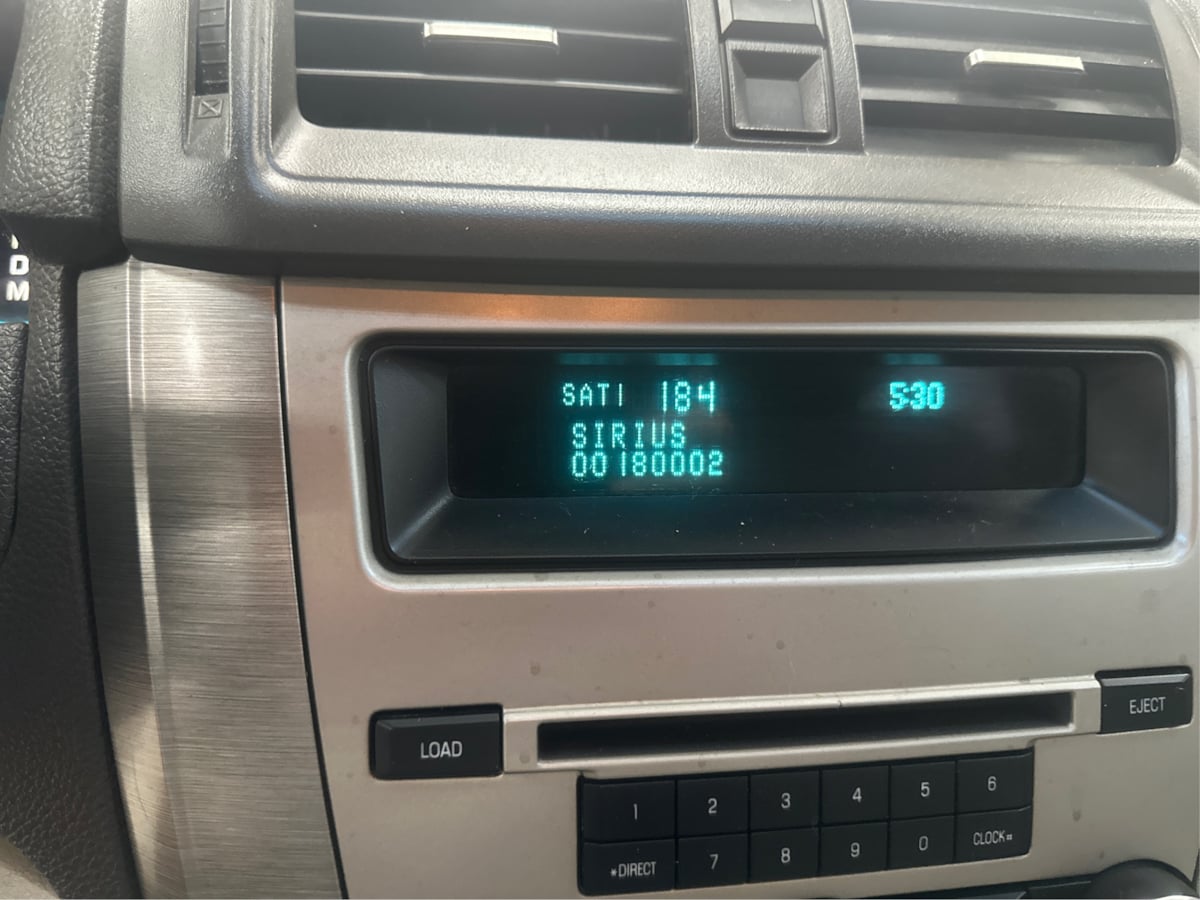 D
M
SAT1 184 5:30
SIRIUS
00180002
LOAD
EJECT
1 2 3 4 5 6
*DIRECT 7 8 9 0 CLOCK#